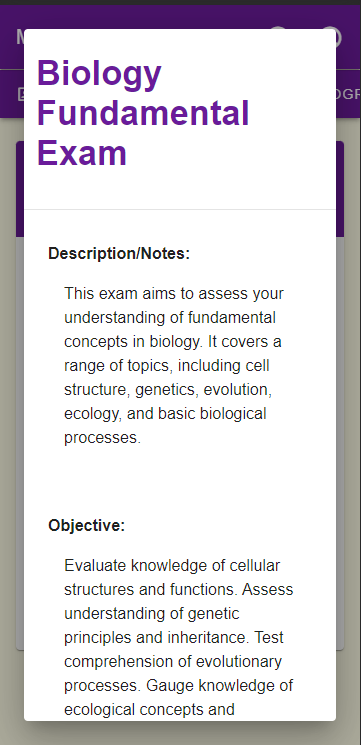 Biology
Fundamental
Exam
Description/Notes:
This exam aims to assess your
understanding of fundamental
concepts in biology. It covers a
range of topics, including cell
structure, genetics, evolution,
ecology, and basic biological
processes.
Objective:
Evaluate knowledge of cellular
structures and functions. Assess
understanding of genetic
principles and inheritance. Test
comprehension of evolutionary
processes. Gauge knowledge of
ecological concepts and